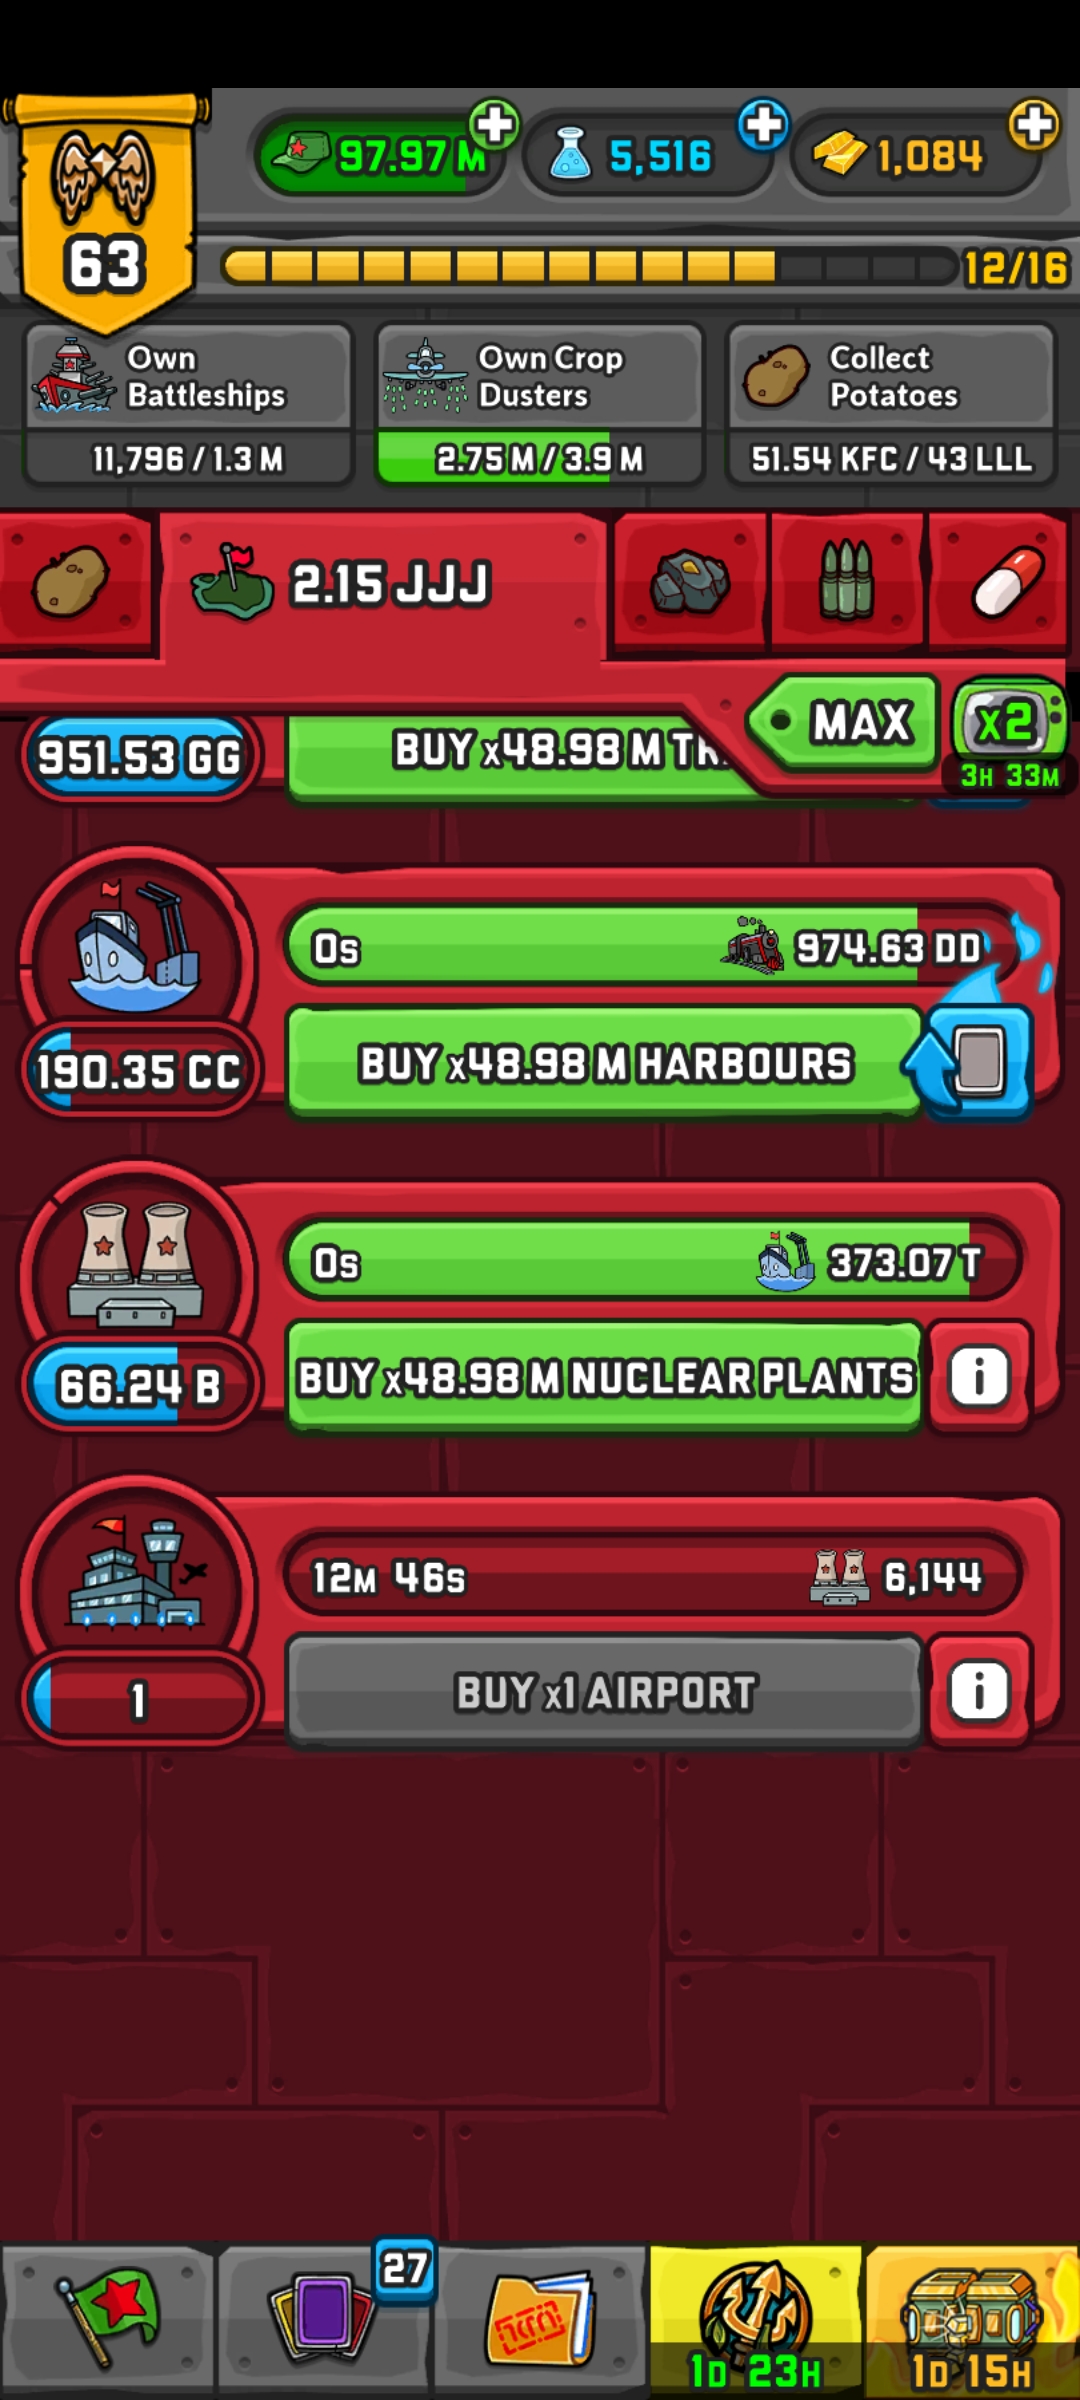 97.97 M
5,516
1,084
63
12/16
Own
Battleships
11,796 / 1.3 M
Own Crop
Dusters
2.75 M / 3.9 M
Collect
Potatoes
51.54 KFC / 43 LLL
2.15 JJJ
MAX
x2
3H 33M
951.53 GG
BUY x48.98 M TR
0s
974.63 DD
190.35 CC
BUY x48.98 M HARBOURS
0s
373.07 T
66.24 B
BUY x48.98 M NUCLEAR PLANTS
i
12M 46s
6,144
1
BUY x1 AIRPORT
i
27
1D 23H
1D 15H